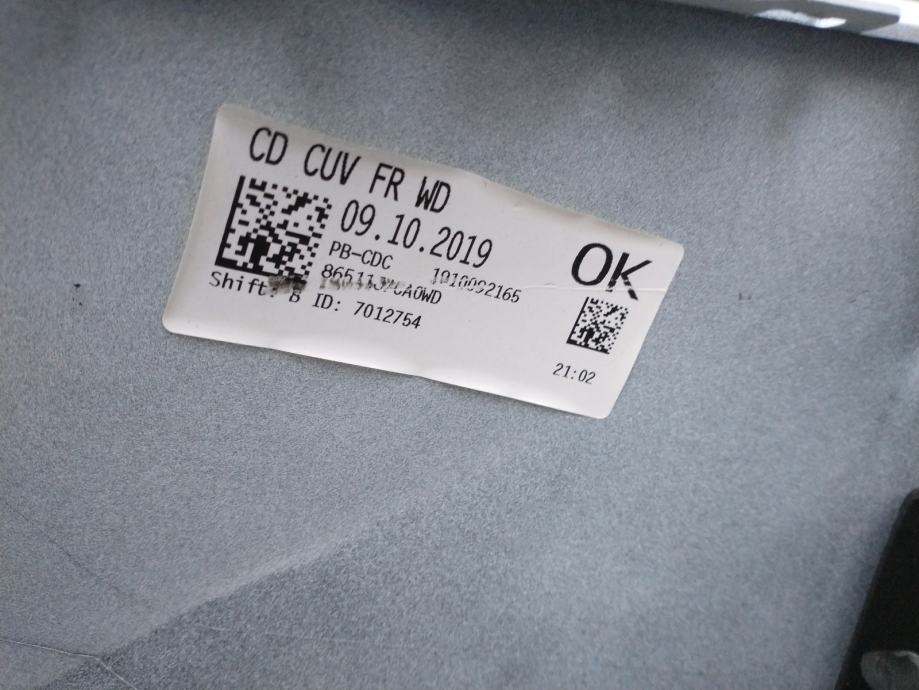 CD CUV FR WD
09.10.2019
OK
PB-CDC 1910092165
Shift: B ID: 7012754
21:02